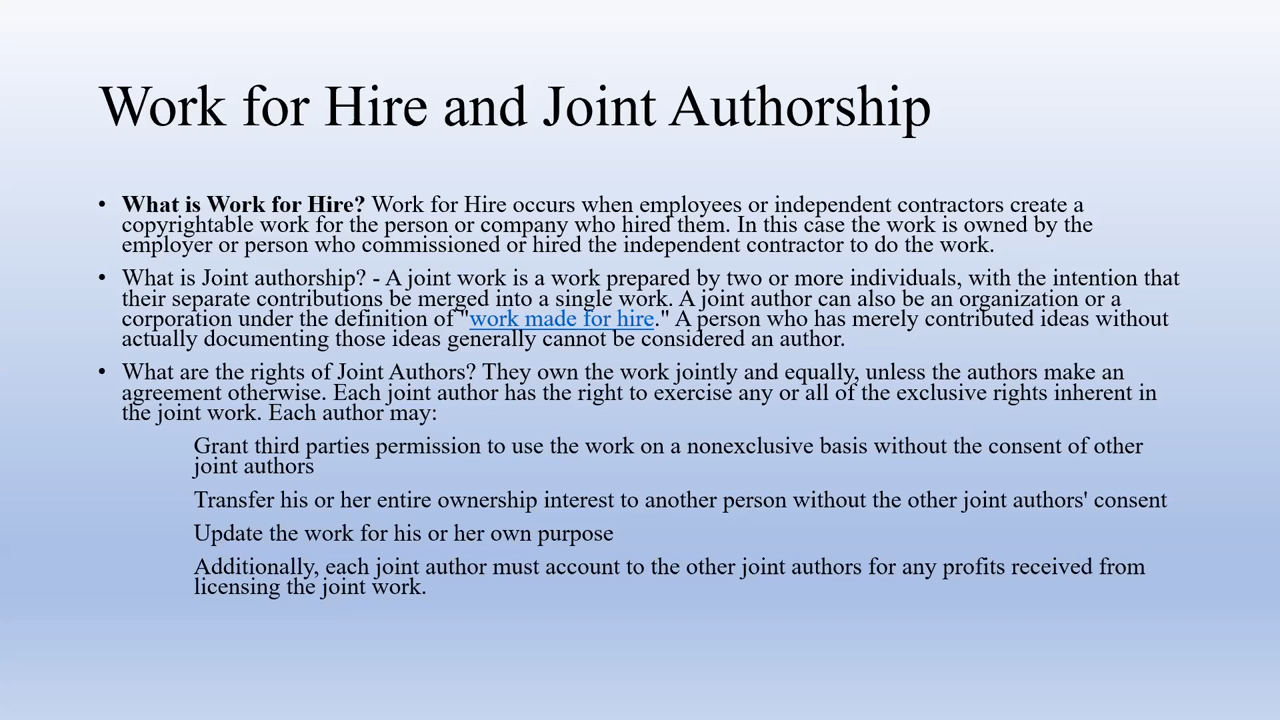 Work for Hire and Joint Authorship
• What is Work for Hire? Work for Hire occurs when employees or independent contractors create a
copyrightable work for the person or company who hired them. In this case the work is owned by the
employer or person who commissioned or hired the independent contractor to do the work.
• What is Joint authorship? - A joint work is a work prepared by two or more individuals, with the intention that
their separate contributions be merged into a single work. A joint author can also be an organization or a
corporation under the definition of "work made for hire." A person who has merely contributed ideas without
actually documenting those ideas generally cannot be considered an author.
• What are the rights of Joint Authors? They own the work jointly and equally, unless the authors make an
agreement otherwise. Each joint author has the right to exercise any or all of the exclusive rights inherent in
the joint work. Each author may:
Grant third parties permission to use the work on a nonexclusive basis without the consent of other
joint authors
Transfer his or her entire ownership interest to another person without the other joint authors' consent
Update the work for his or her own purpose
Additionally, each joint author must account to the other joint authors for any profits received from
licensing the joint work.